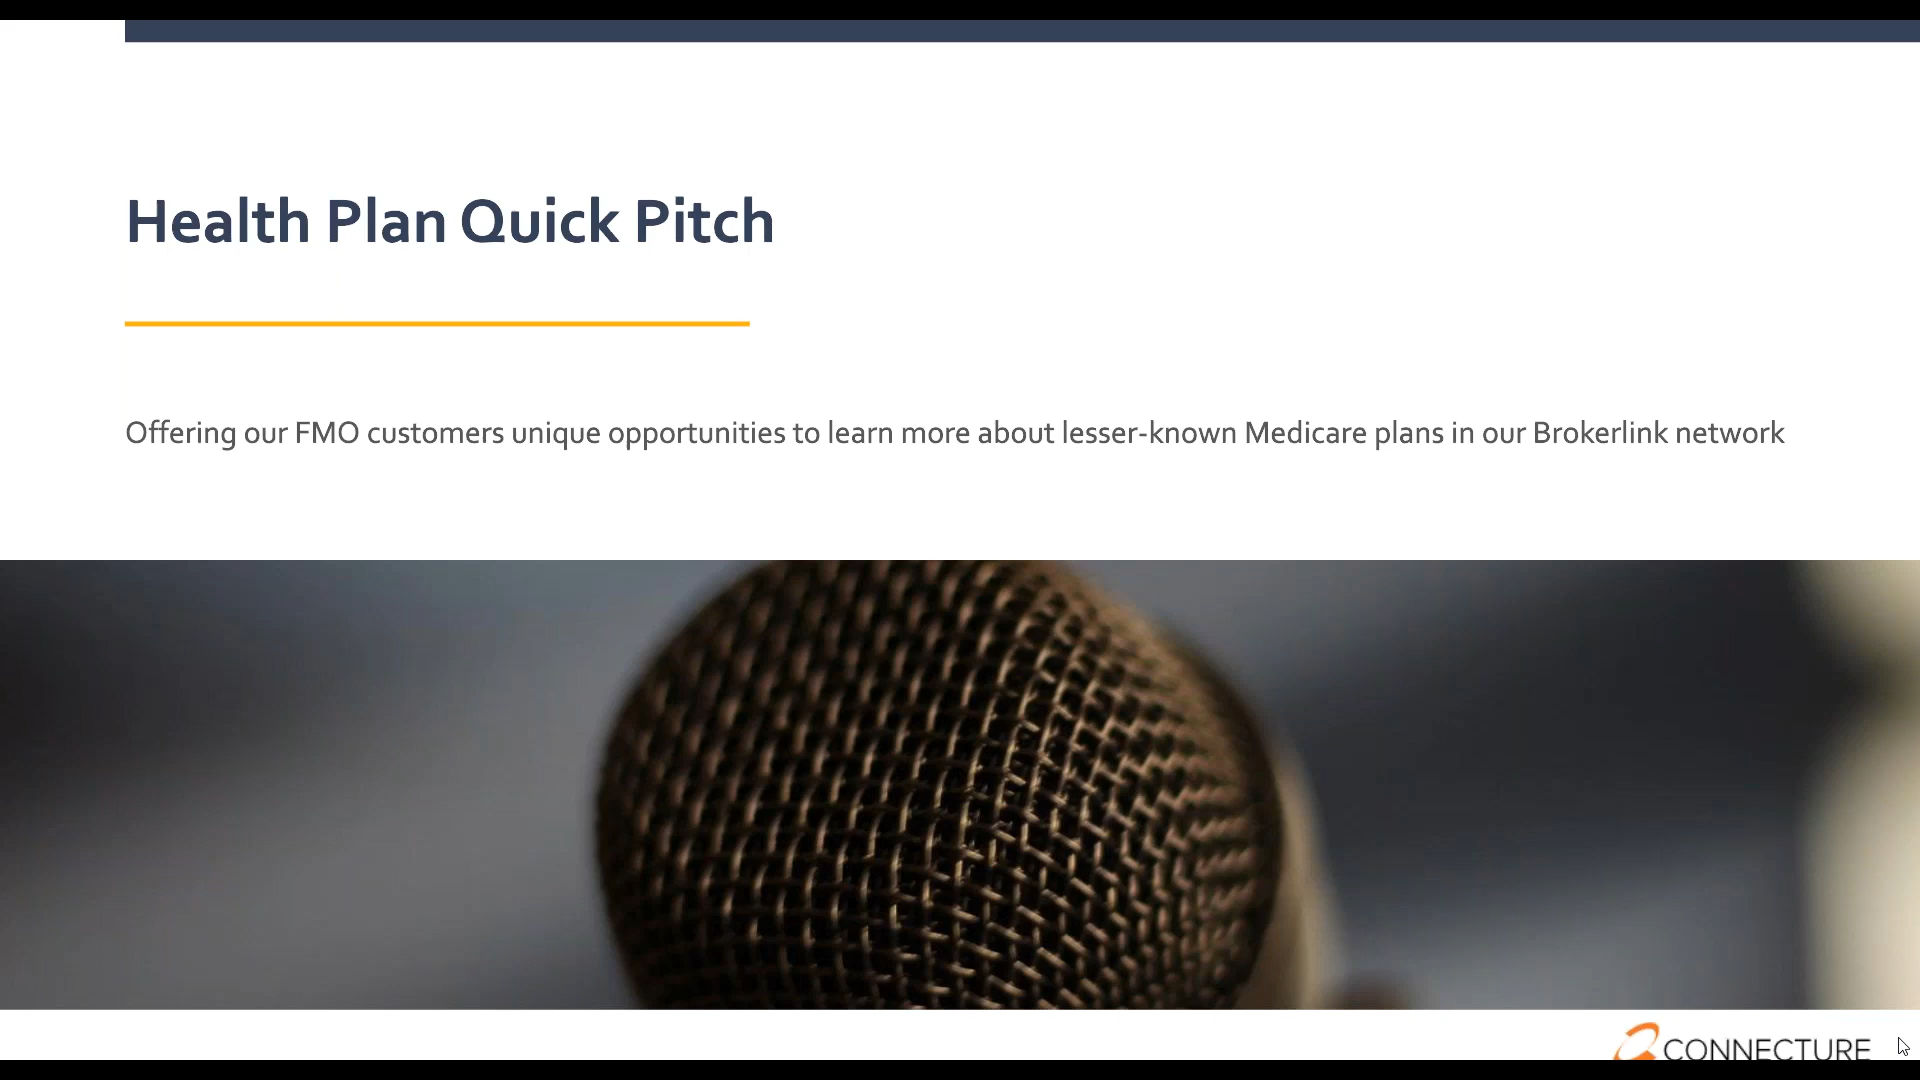 Health Plan Quick Pitch
Offering our FMO customers unique opportunities to learn more about lesser-known Medicare plans in our Brokerlink network
CONNECTURE